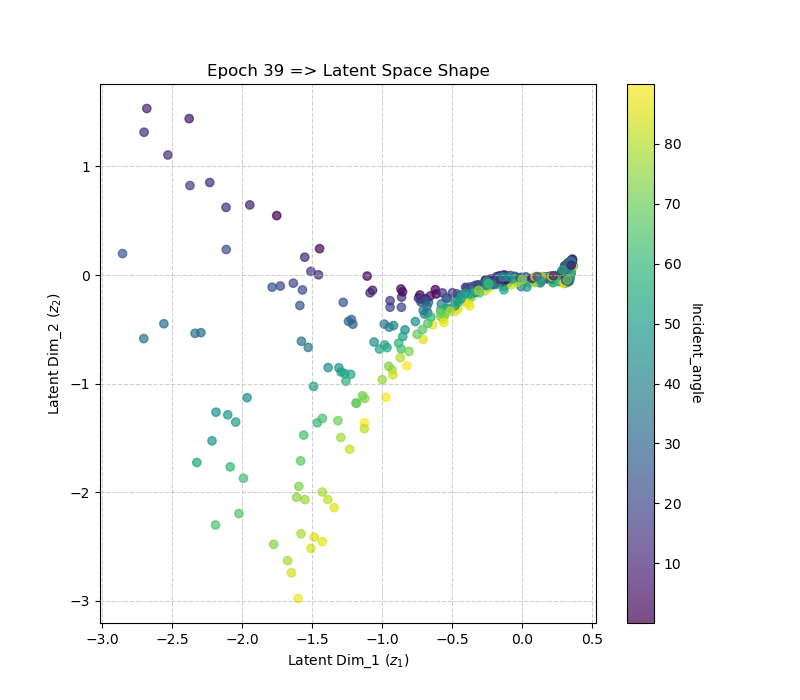 Epoch 39 => Latent Space Shape
1
0
−1
−2
−3
Latent Dim_2 (z₂)
−3.0 −2.5 −2.0 −1.5 −1.0 −0.5 0.0 0.5
Latent Dim_1 (z₁)
80
70
60
50
40
30
20
10
Incident_angle